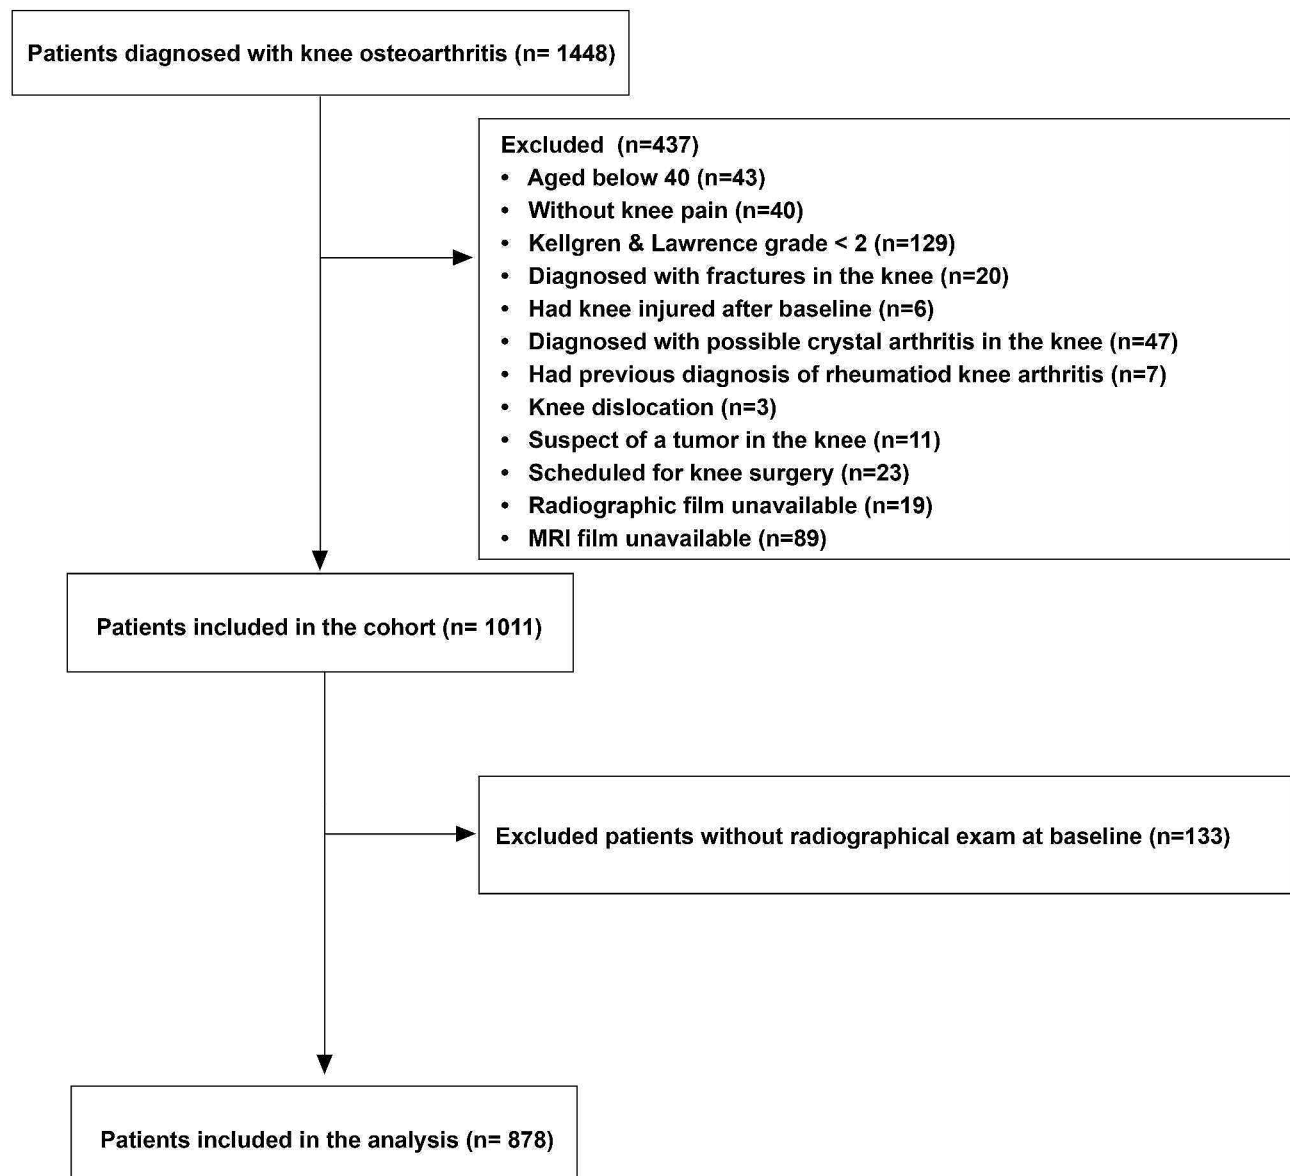 Patients diagnosed with knee osteoarthritis (n= 1448)
Excluded (n=437)
• Aged below 40 (n=43)
• Without knee pain (n=40)
• Kellgren & Lawrence grade < 2 (n=129)
• Diagnosed with fractures in the knee (n=20)
• Had knee injured after baseline (n=6)
• Diagnosed with possible crystal arthritis in the knee (n=47)
• Had previous diagnosis of rheumatiod knee arthritis (n=7)
• Knee dislocation (n=3)
• Suspect of a tumor in the knee (n=11)
• Scheduled for knee surgery (n=23)
• Radiographic film unavailable (n=19)
• MRI film unavailable (n=89)
Patients included in the cohort (n= 1011)
Excluded patients without radiographical exam at baseline (n=133)
Patients included in the analysis (n= 878)